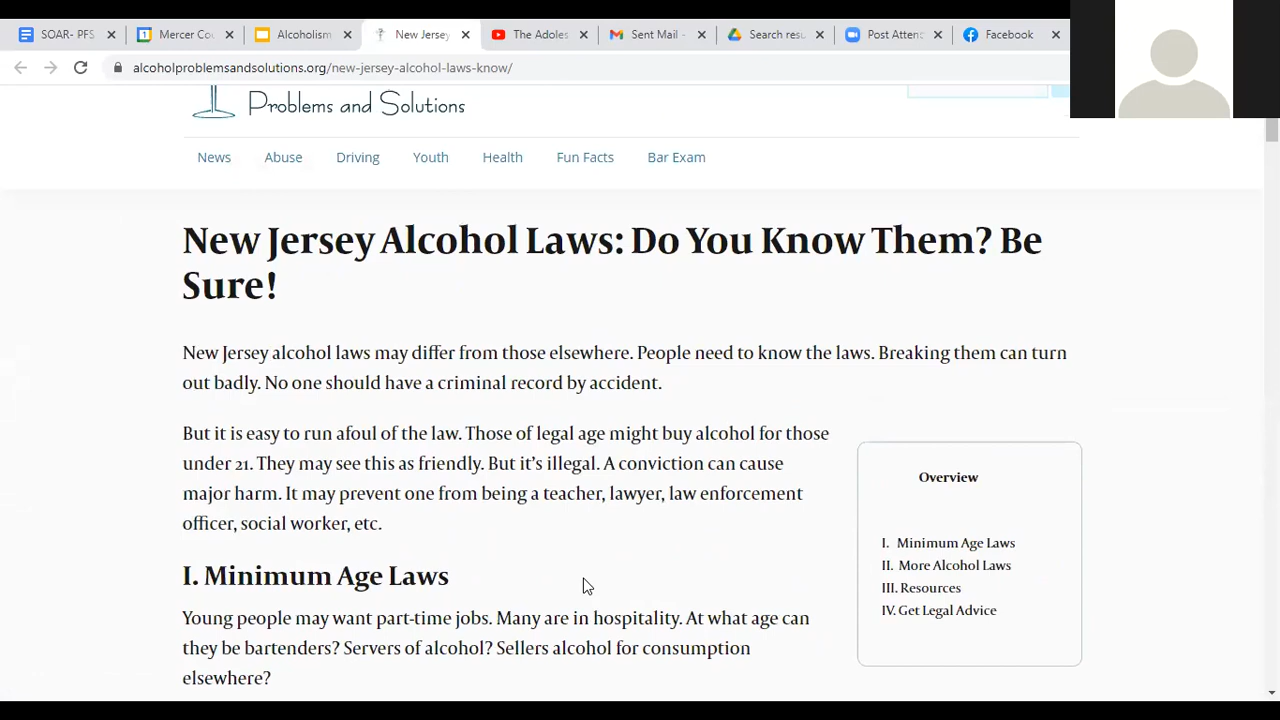 SOAR- PFS
Mercer Cou
Alcoholism
New Jersey
The Adoles
Sent Mail -
Search resu
Post Attend
Facebook
alcoholproblemsandsolutions.org/new-jersey-alcohol-laws-know/
Problems and Solutions
News Abuse Driving Youth Health Fun Facts Bar Exam
New Jersey Alcohol Laws: Do You Know Them? Be
Sure!
New Jersey alcohol laws may differ from those elsewhere. People need to know the laws. Breaking them can turn
out badly. No one should have a criminal record by accident.
But it is easy to run afoul of the law. Those of legal age might buy alcohol for those
under 21. They may see this as friendly. But it's illegal. A conviction can cause
major harm. It may prevent one from being a teacher, lawyer, law enforcement
officer, social worker, etc.
Overview
I. Minimum Age Laws
II. More Alcohol Laws
III. Resources
IV. Get Legal Advice
I. Minimum Age Laws
Young people may want part-time jobs. Many are in hospitality. At what age can
they be bartenders? Servers of alcohol? Sellers alcohol for consumption
elsewhere?